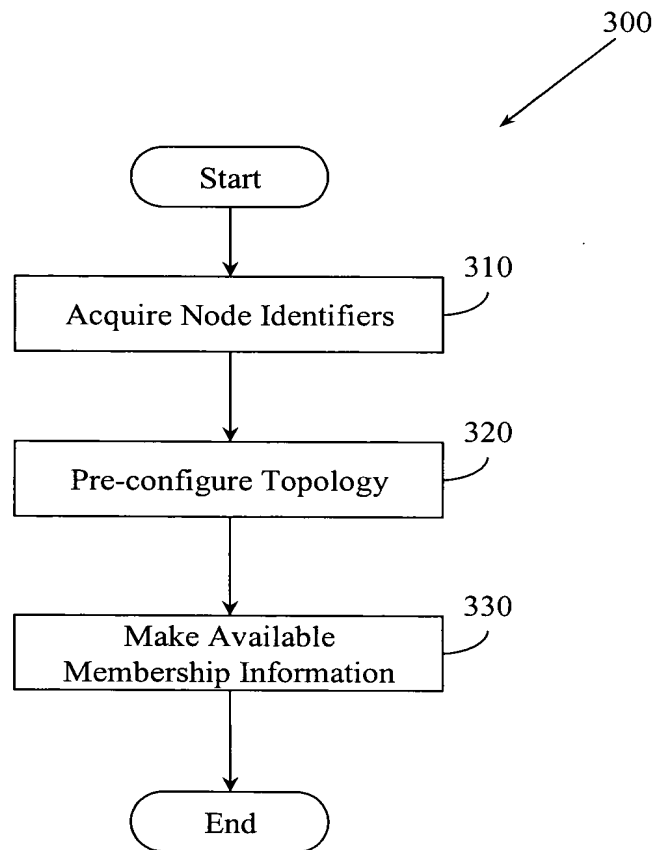 300
Start
310
Acquire Node Identifiers
320
Pre-configure Topology
330
Make Available
Membership Information
End